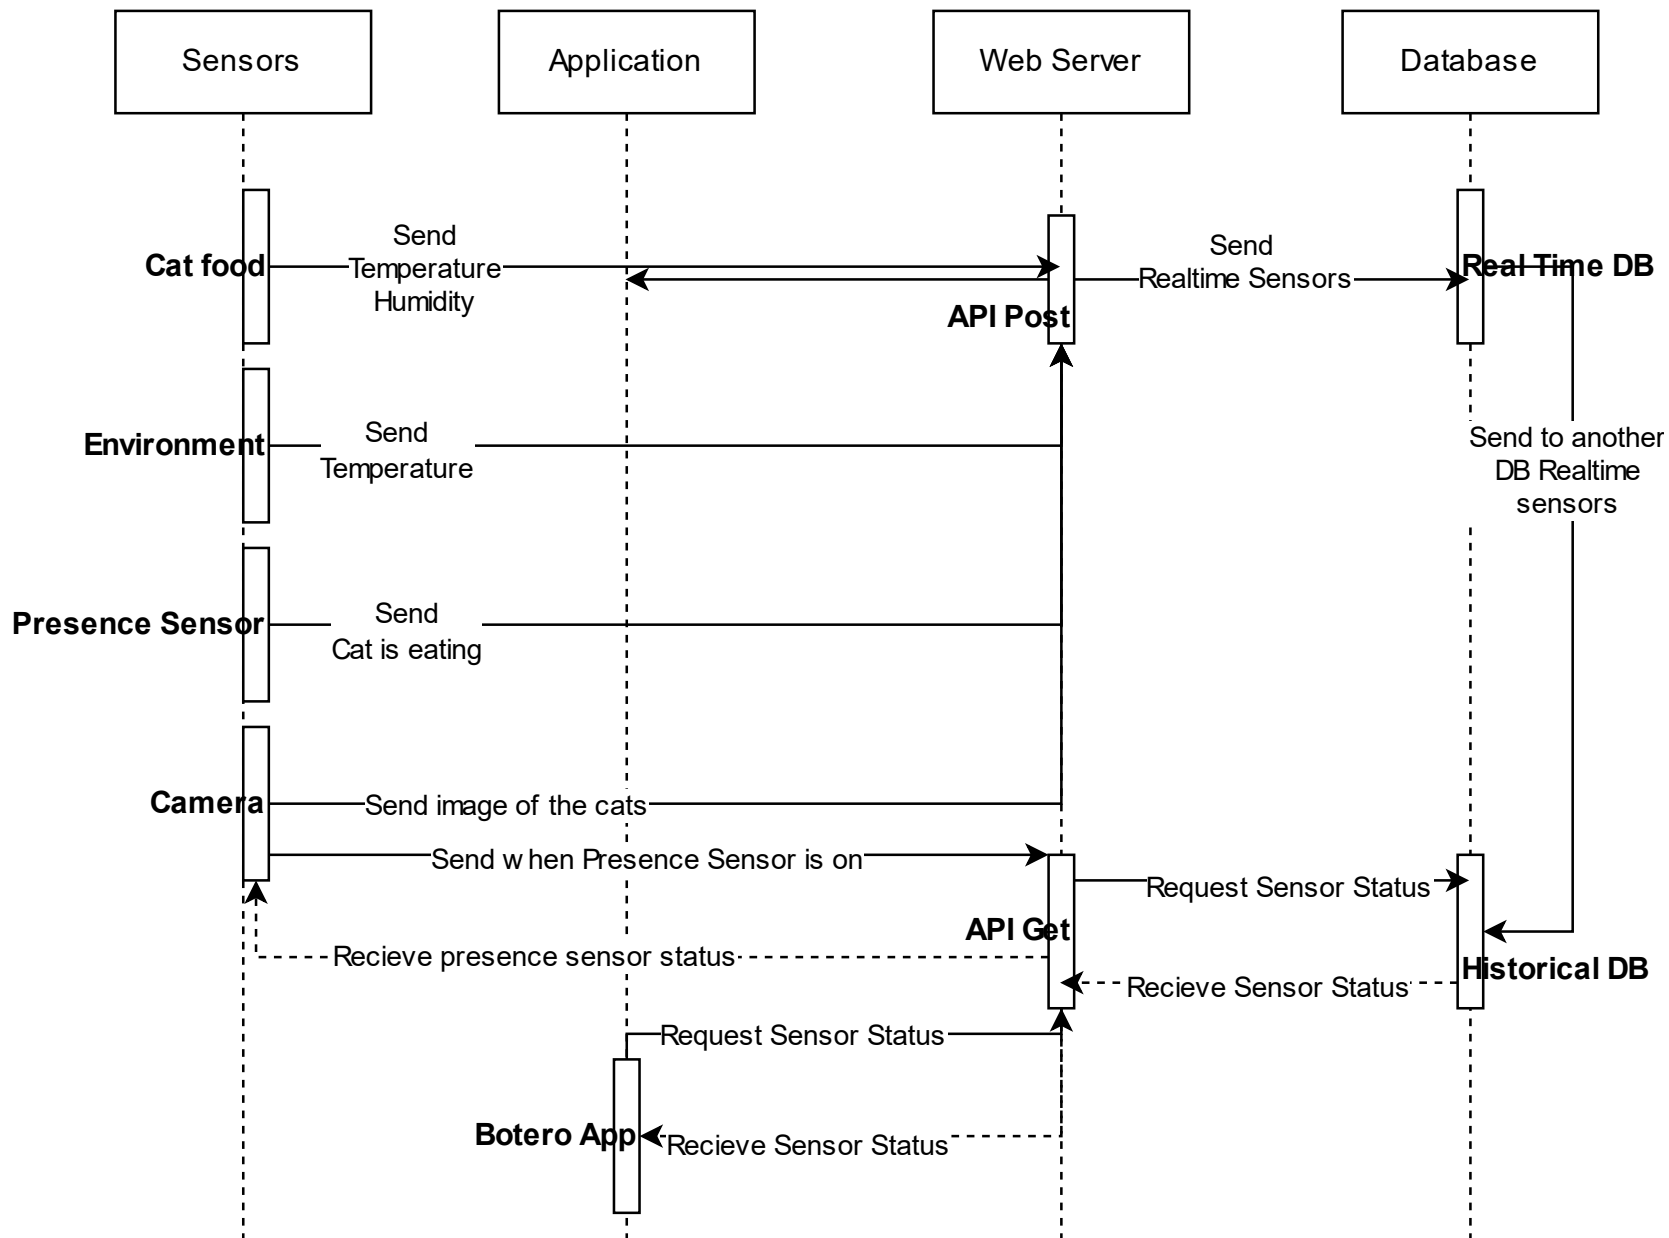 Sensors
Application
Web Server
Database
Send
Temperature
Humidity
Cat food
Send
Realtime Sensors
Real Time DB
API Post
Send
Temperature
Environment
Send to another
DB Realtime
sensors
Send
Cat is eating
Presence Sensor
Camera
Send image of the cats
Send when Presence Sensor is on
Request Sensor Status
API Get
Recieve presence sensor status
Historical DB
Recieve Sensor Status
Request Sensor Status
Botero App
Recieve Sensor Status